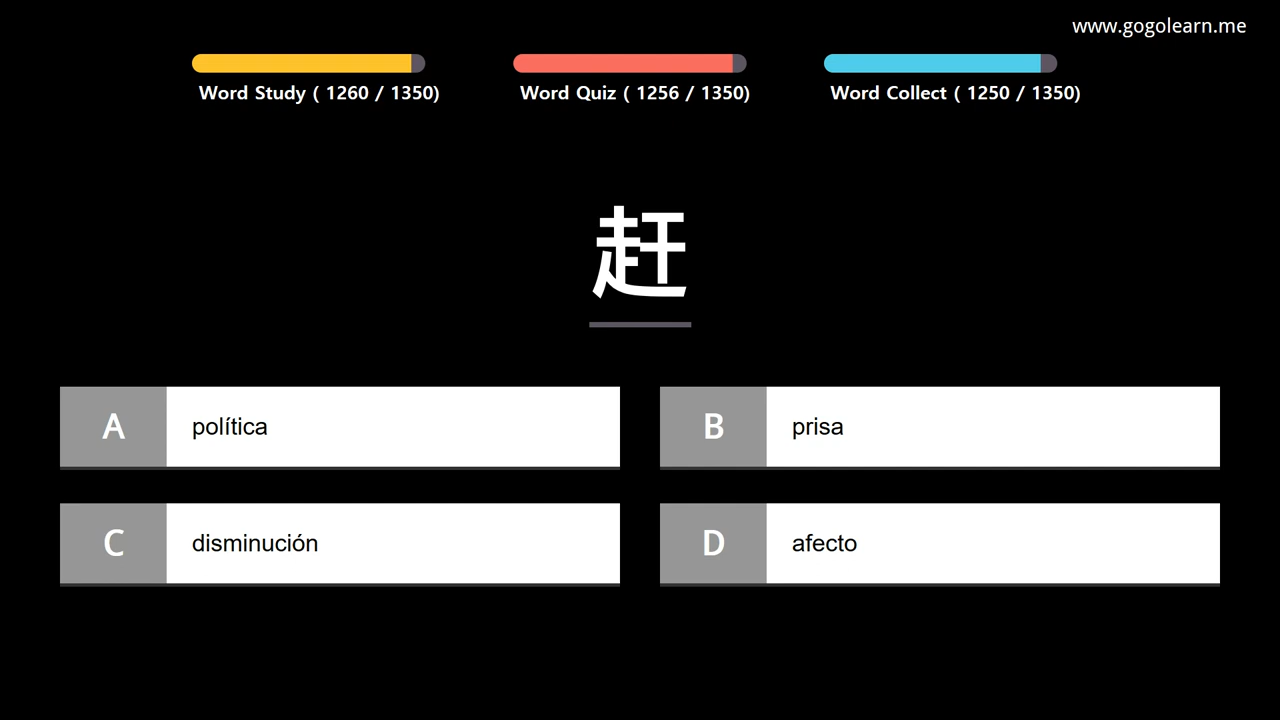 www.gogolearn.me
Word Study ( 1260 / 1350)
Word Quiz ( 1256 / 1350)
Word Collect ( 1250 / 1350)
赶
A política
B prisa
C disminución
D afecto